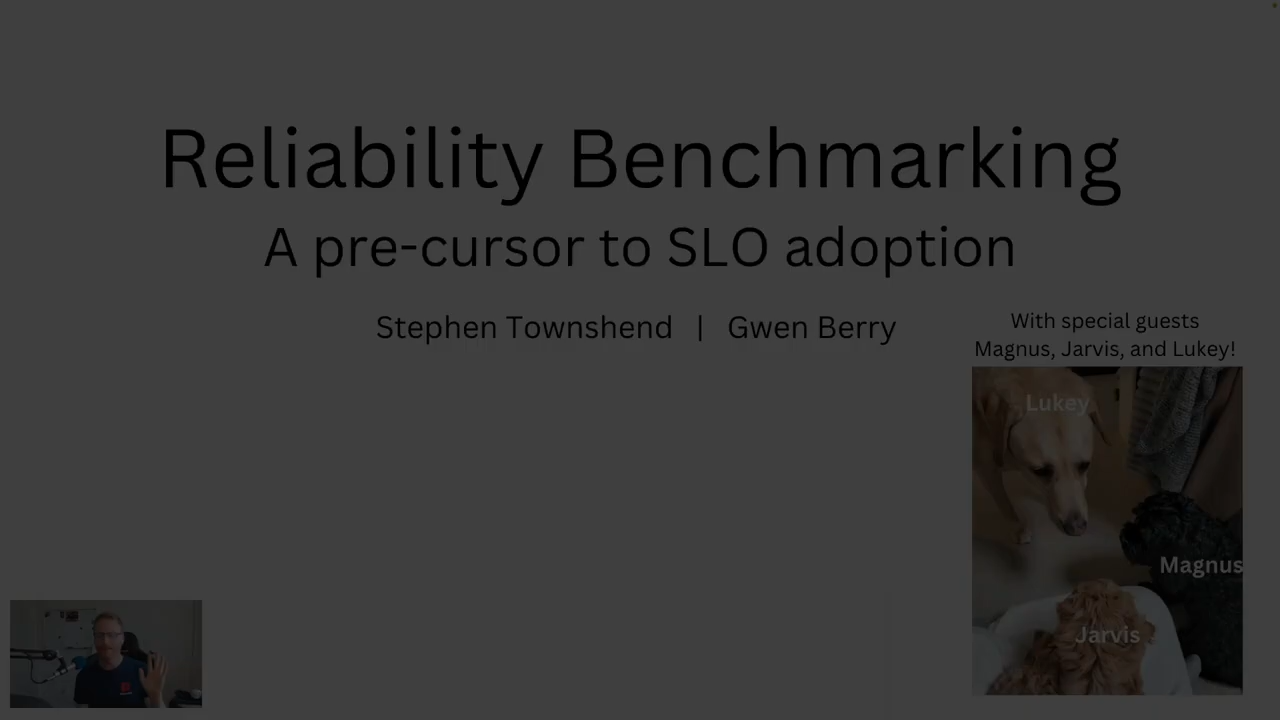 Reliability Benchmarking
A pre-cursor to SLO adoption
Stephen Townshend | Gwen Berry
With special guests
Magnus, Jarvis, and Lukey!
Lukey
Magnus
Jarvis